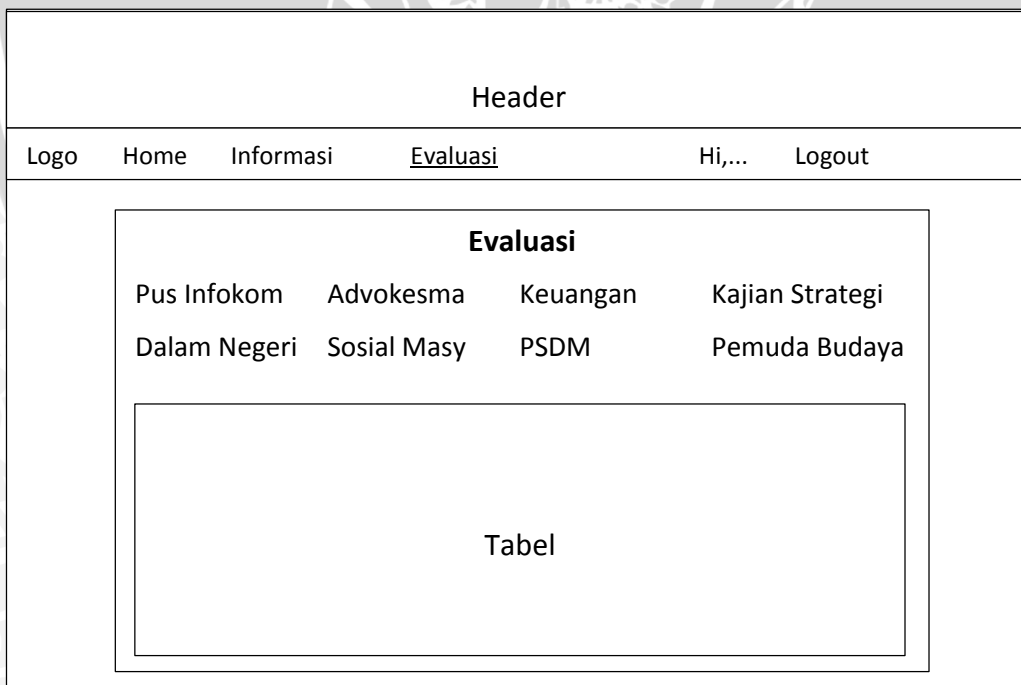 Header
Logo Home Informasi Evaluasi Hi,... Logout
Evaluasi
Pus Infokom Advokesma Keuangan Kajian Strategi
Dalam Negeri Sosial Masy PSDM Pemuda Budaya
Tabel